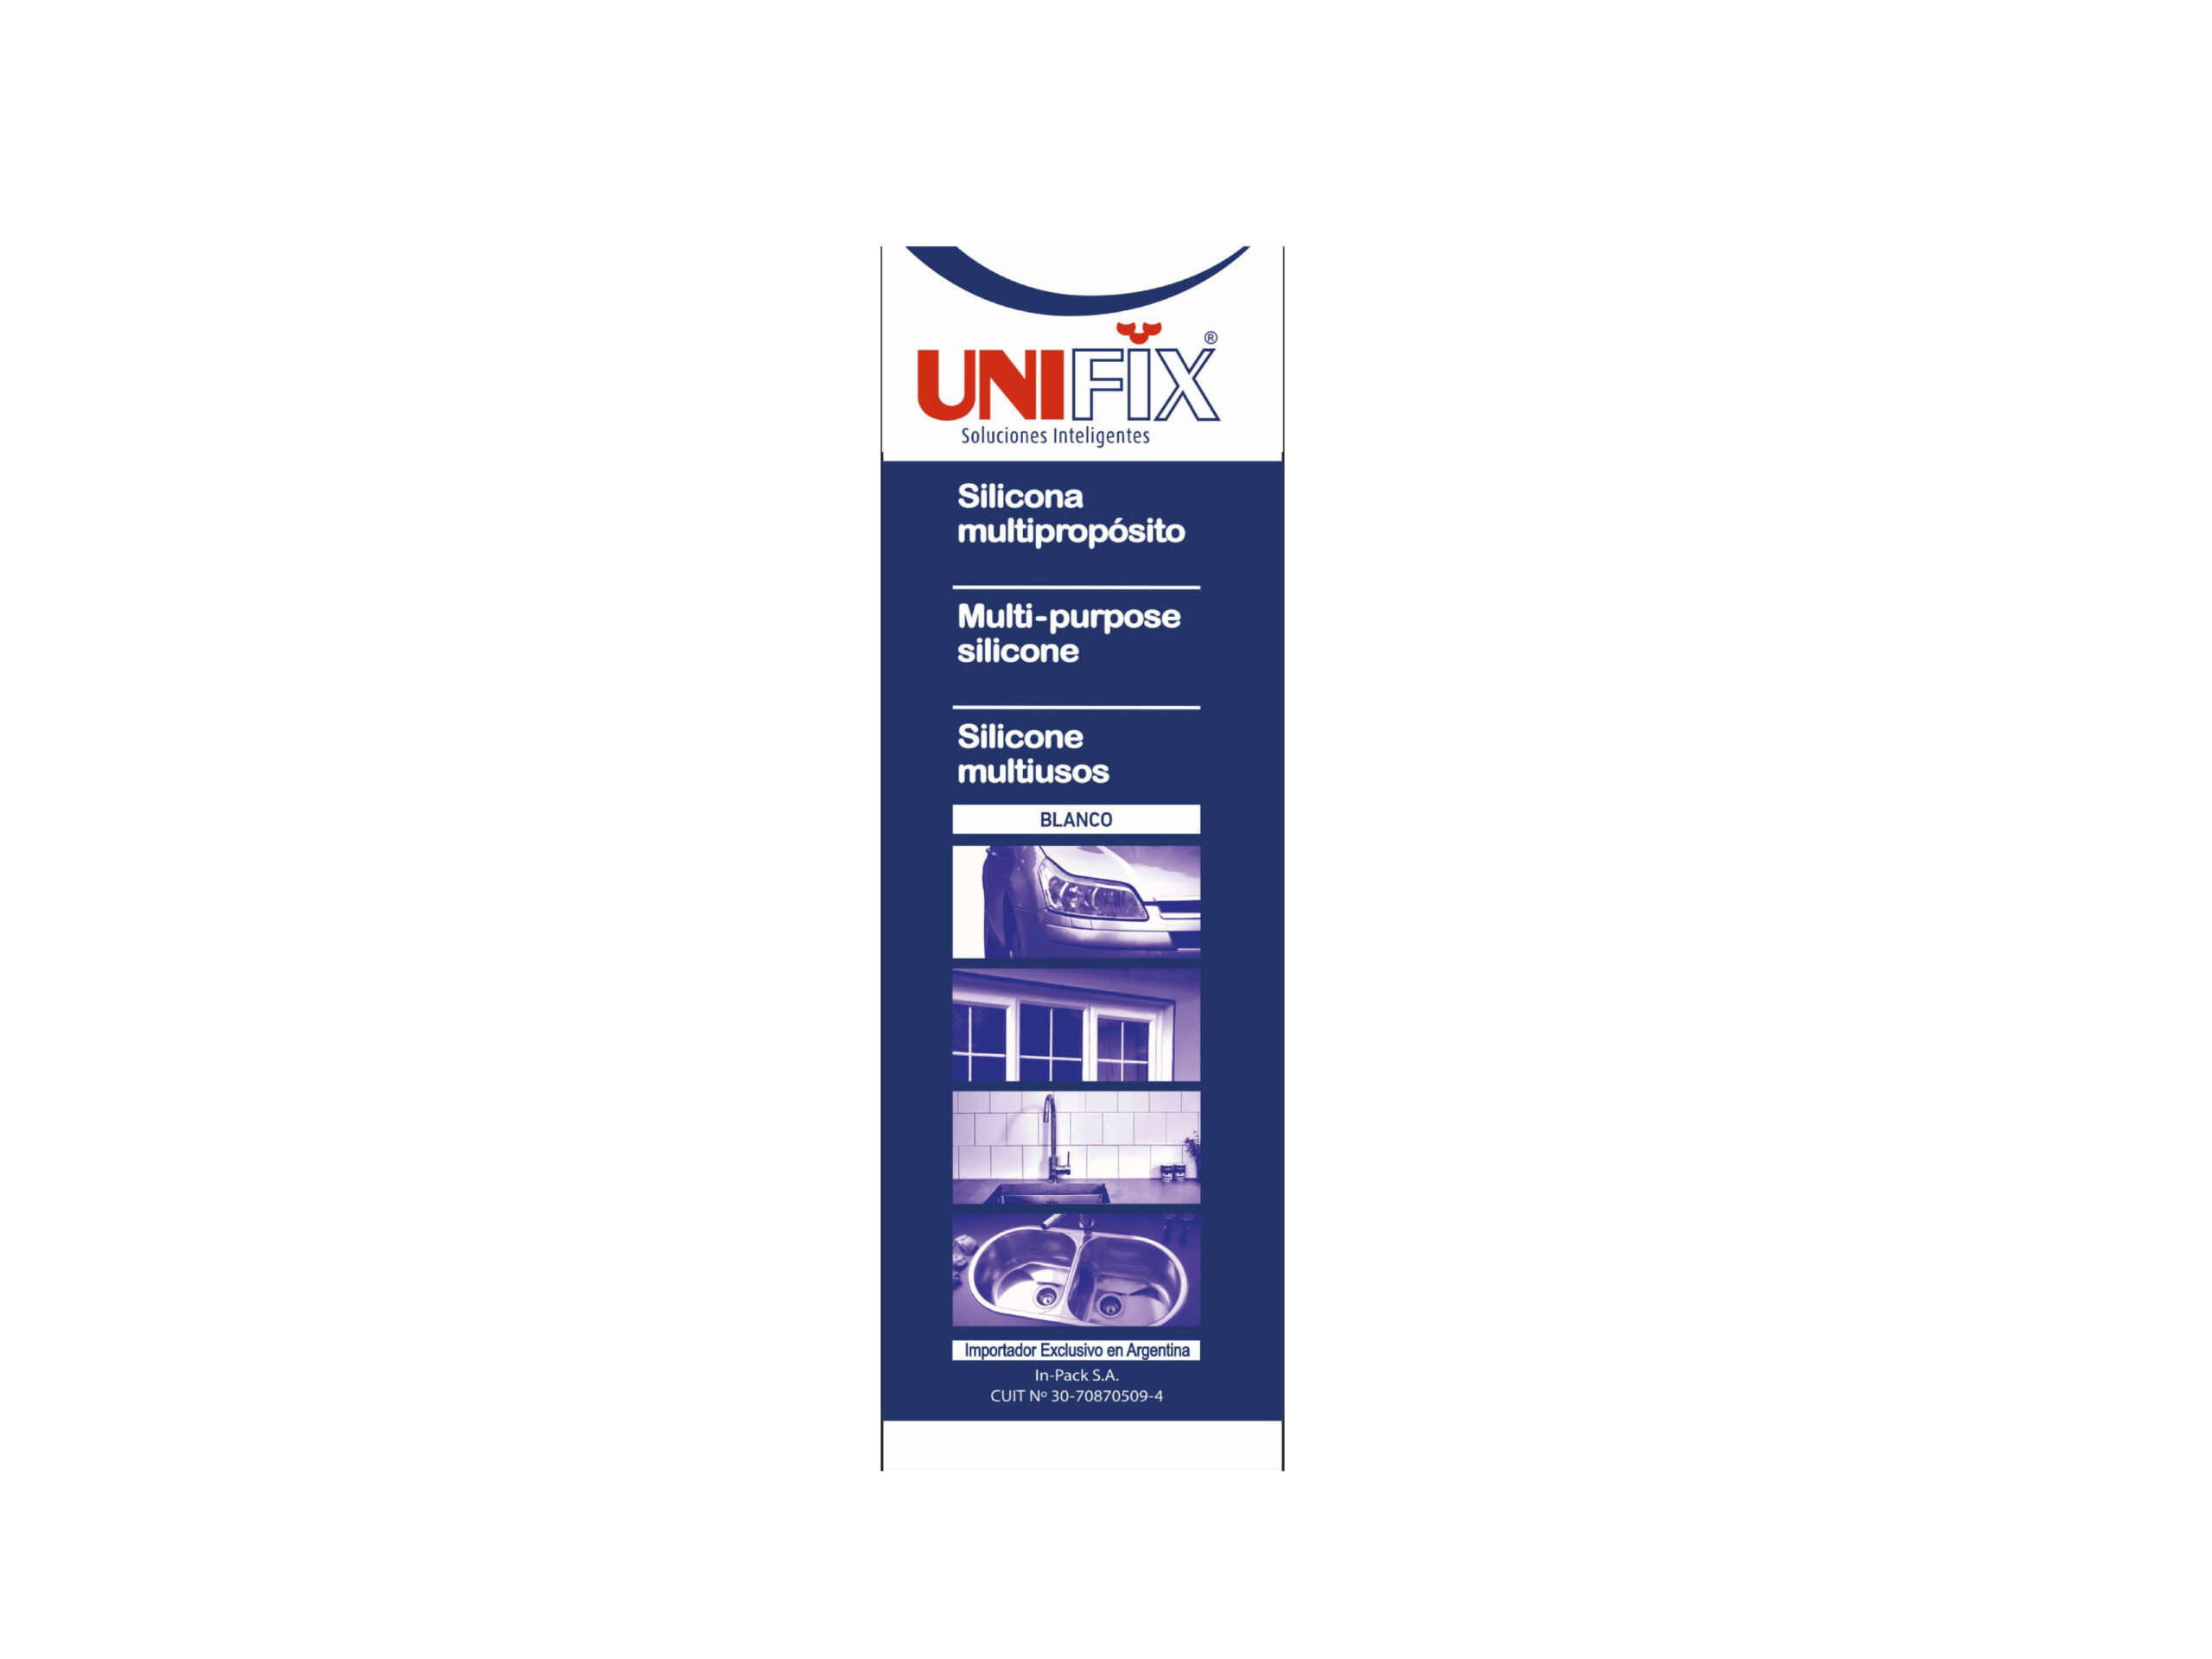 UNIFIX®
Soluciones Inteligentes
Silicona
multipropósito
Multi-purpose
silicone
Silicone
multiusos
BLANCO
Importador Exclusivo en Argentina
In-Pack S.A.
CUIT Nº 30-70870509-4